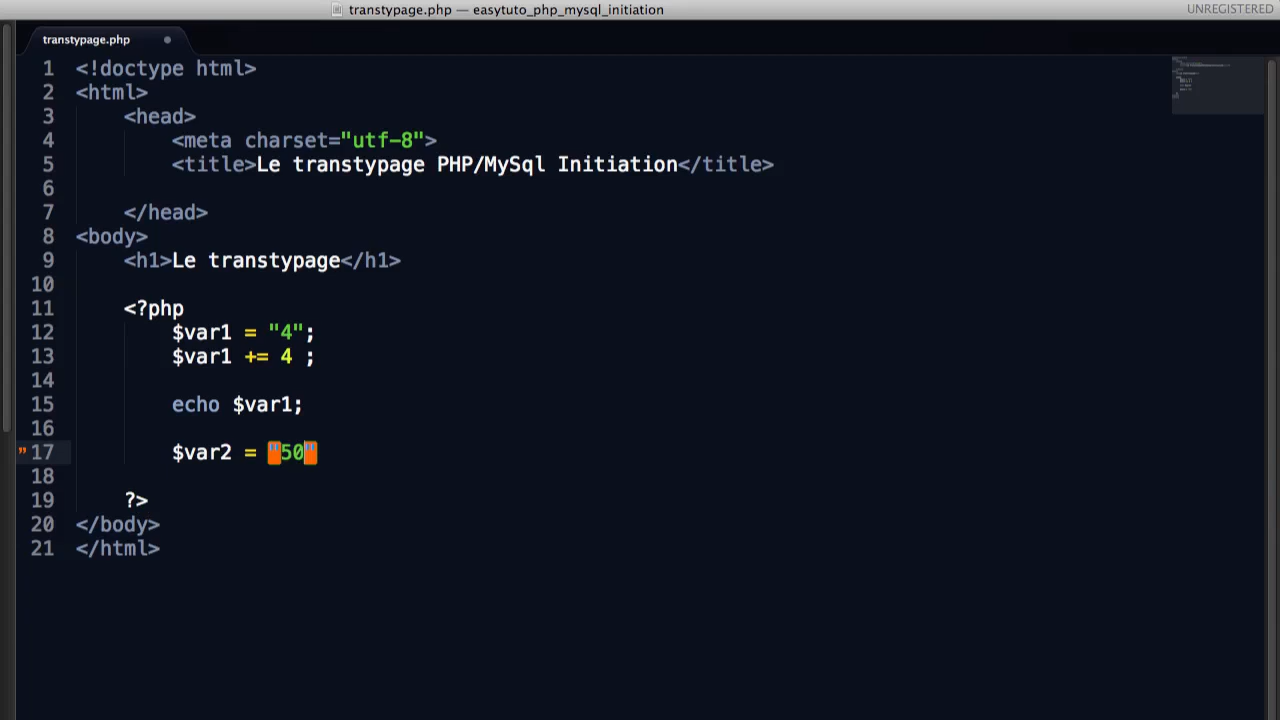 transtypage.php — easytuto_php_mysql_initiation
UNREGISTERED
transtypage.php
1 <!doctype html>
2 <html>
3 <head>
4 <meta charset="utf-8">
5 <title>Le transtypage PHP/MySql Initiation</title>
6
7 </head>
8 <body>
9 <h1>Le transtypage</h1>
10
11 <?php
12 $var1 = "4";
13 $var1 += 4 ;
14
15 echo $var1;
16
" 17 $var2 = "50"
18
19 ?>
20 </body>
21 </html>